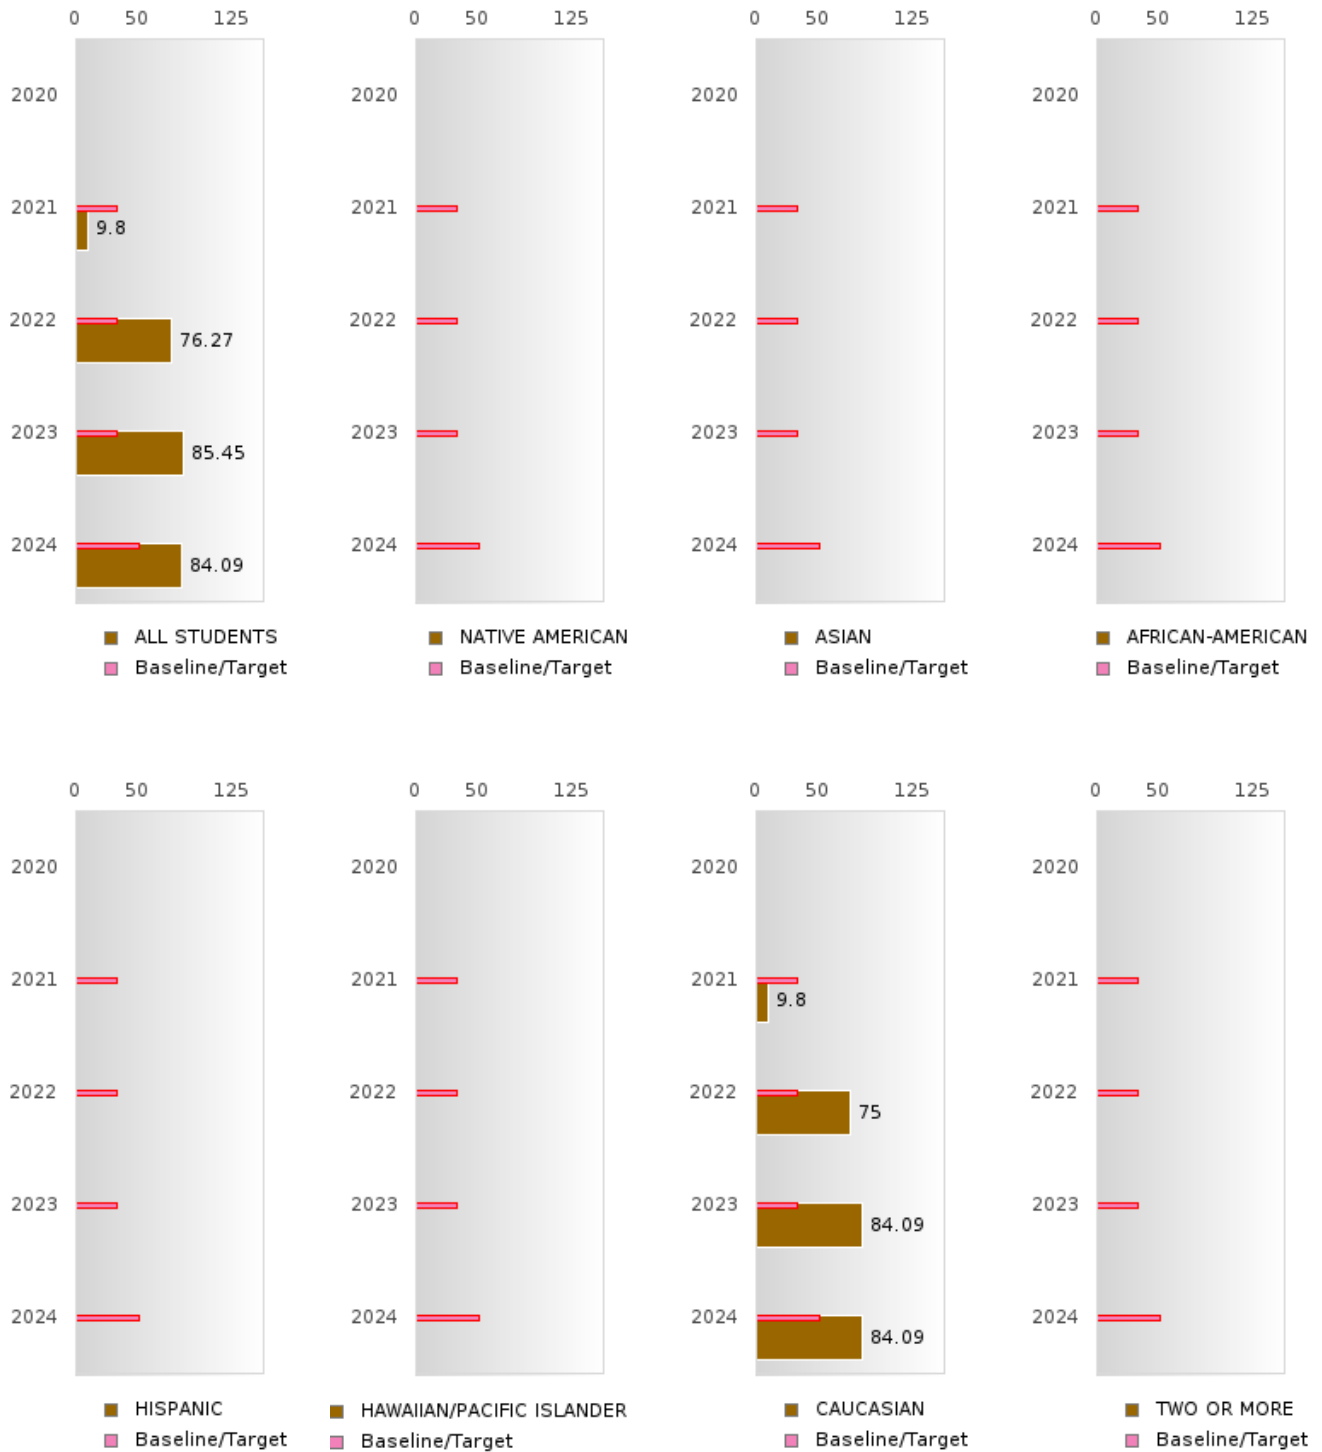 0 50 125 0 50 125 0 50 125 0 50 125
2020 2020 2020 2020
2021 2021 2021 2021
9.8
2022 2022 2022 2022
76.27
2023 2023 2023 2023
85.45
2024 2024 2024 2024
84.09
ALL STUDENTS NATIVE AMERICAN ASIAN AFRICAN-AMERICAN
Baseline/Target Baseline/Target Baseline/Target Baseline/Target
0 50 125 0 50 125 0 50 125 0 50 125
2020 2020 2020 2020
2021 2021 2021 2021
9.8
2022 2022 2022 2022
75
2023 2023 2023 2023
84.09
2024 2024 2024 2024
84.09
HISPANIC HAWAIIAN/PACIFIC ISLANDER CAUCASIAN TWO OR MORE
Baseline/Target Baseline/Target Baseline/Target Baseline/Target